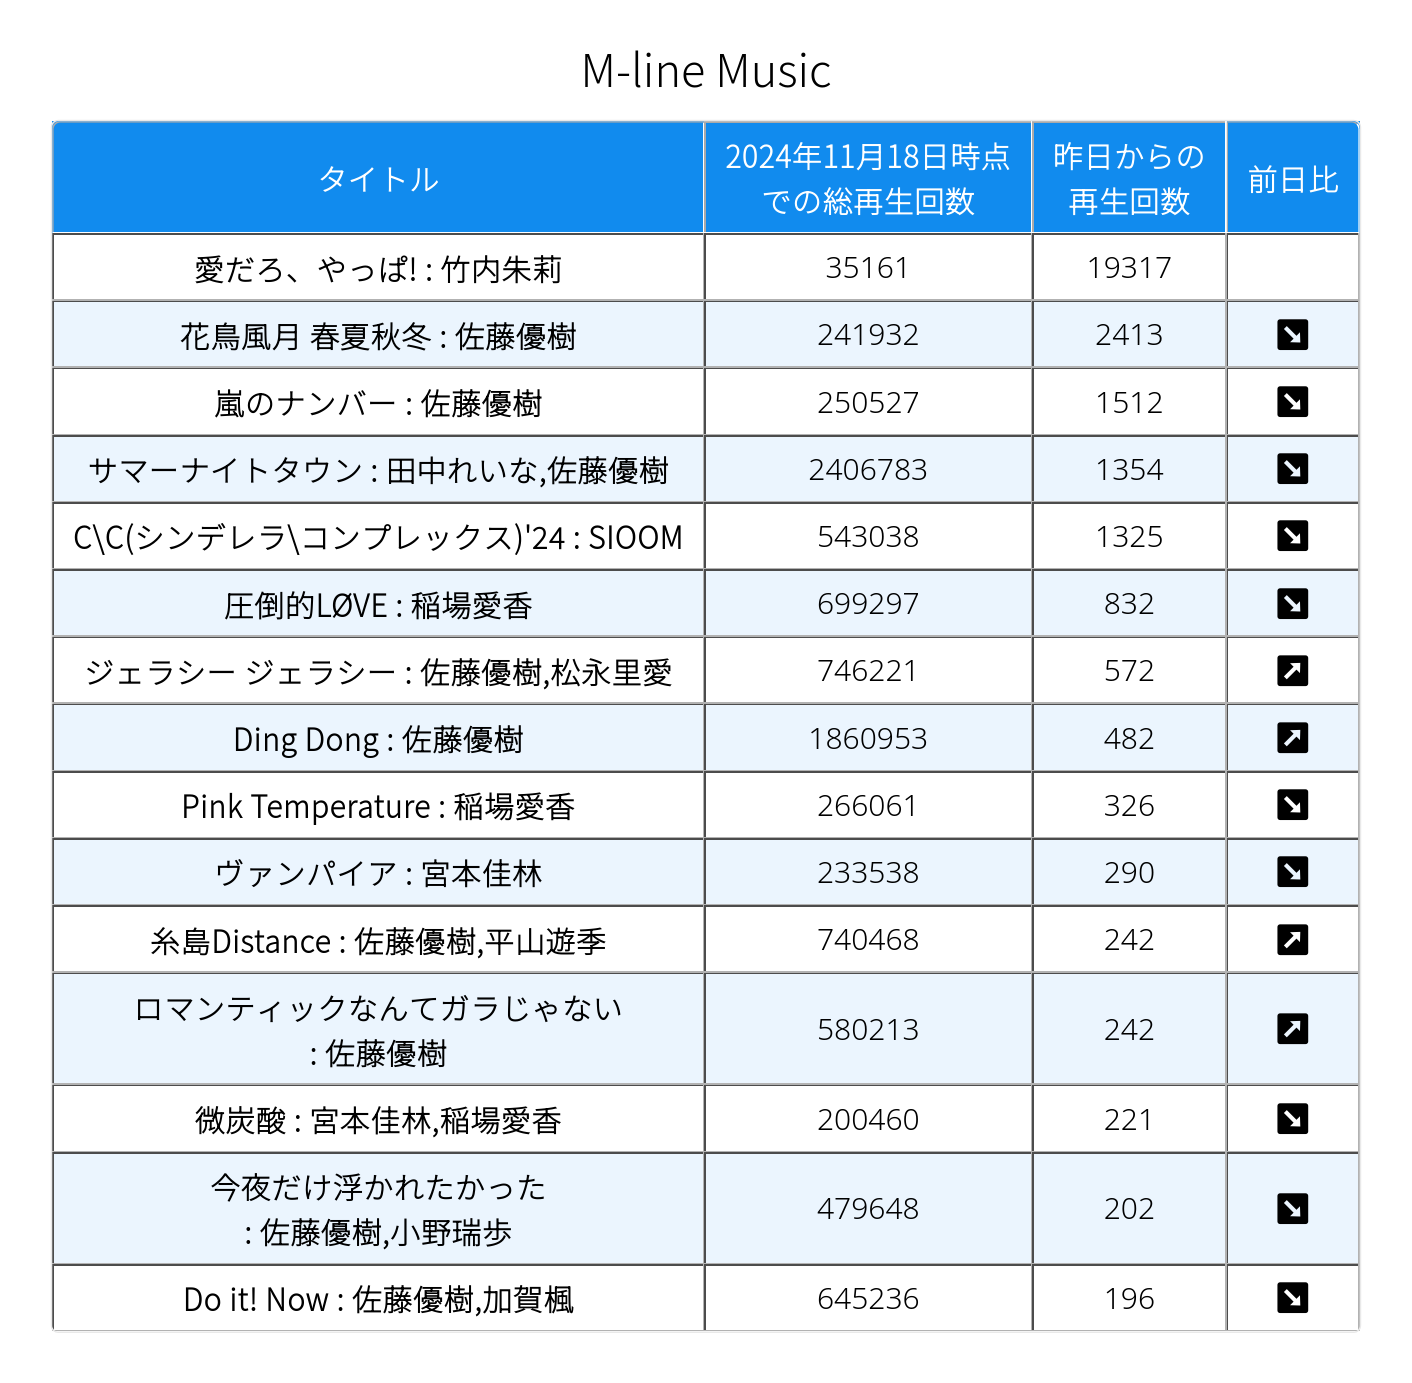 M-line Music
タイトル
2024年11月18日時点
での総再生回数
昨日からの
再生回数
前日比
愛だろ、やっぱ! : 竹内朱莉 35161 19317
花鳥風月 春夏秋冬 : 佐藤優樹 241932 2413
嵐のナンバー : 佐藤優樹 250527 1512
サマーナイトタウン : 田中れいな,佐藤優樹 2406783 1354
C\C(シンデレラ\コンプレックス)'24 : SIOOM 543038 1325
圧倒的LØVE : 稲場愛香 699297 832
ジェラシー ジェラシー : 佐藤優樹,松永里愛 746221 572
Ding Dong : 佐藤優樹 1860953 482
Pink Temperature : 稲場愛香 266061 326
ヴァンパイア : 宮本佳林 233538 290
糸島Distance : 佐藤優樹,平山遊季 740468 242
ロマンティックなんてガラじゃない
: 佐藤優樹 580213 242
微炭酸 : 宮本佳林,稲場愛香 200460 221
今夜だけ浮かれたかった
: 佐藤優樹,小野瑞歩 479648 202
Do it! Now : 佐藤優樹,加賀楓 645236 196